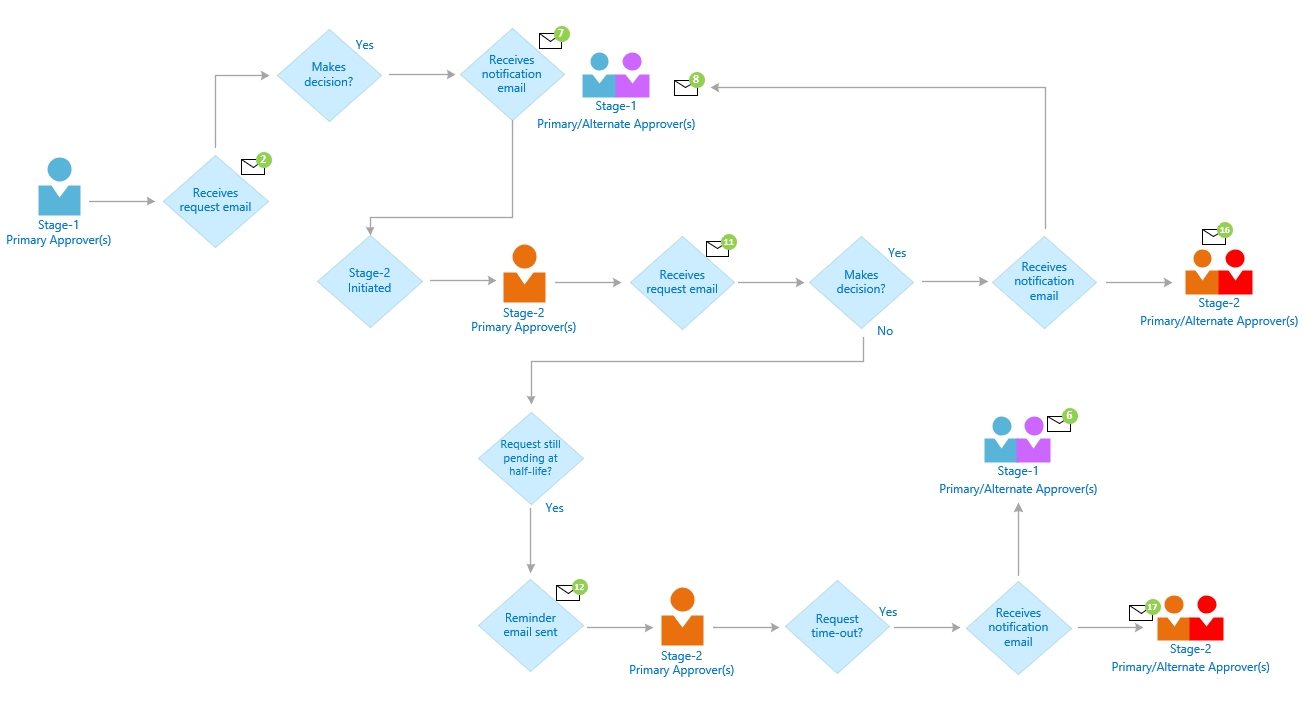 Yes
7
Makes
decision?
Receives
notification
email
8
Stage-1
Primary/Alternate Approver(s)
2
Receives
request email
Stage-1
Primary Approver(s)
Stage-2
Initiated
Stage-2
Primary Approver(s)
11
Receives
request email
Yes
Makes
decision?
No
Receives
notification
email
16
Stage-2
Primary/Alternate Approver(s)
Request still
pending at
half-life?
Yes
6
Stage-1
Primary/Alternate Approver(s)
12
Reminder
email sent
Stage-2
Primary Approver(s)
Request
time-out?
Yes
Receives
notification
email
17
Stage-2
Primary/Alternate Approver(s)